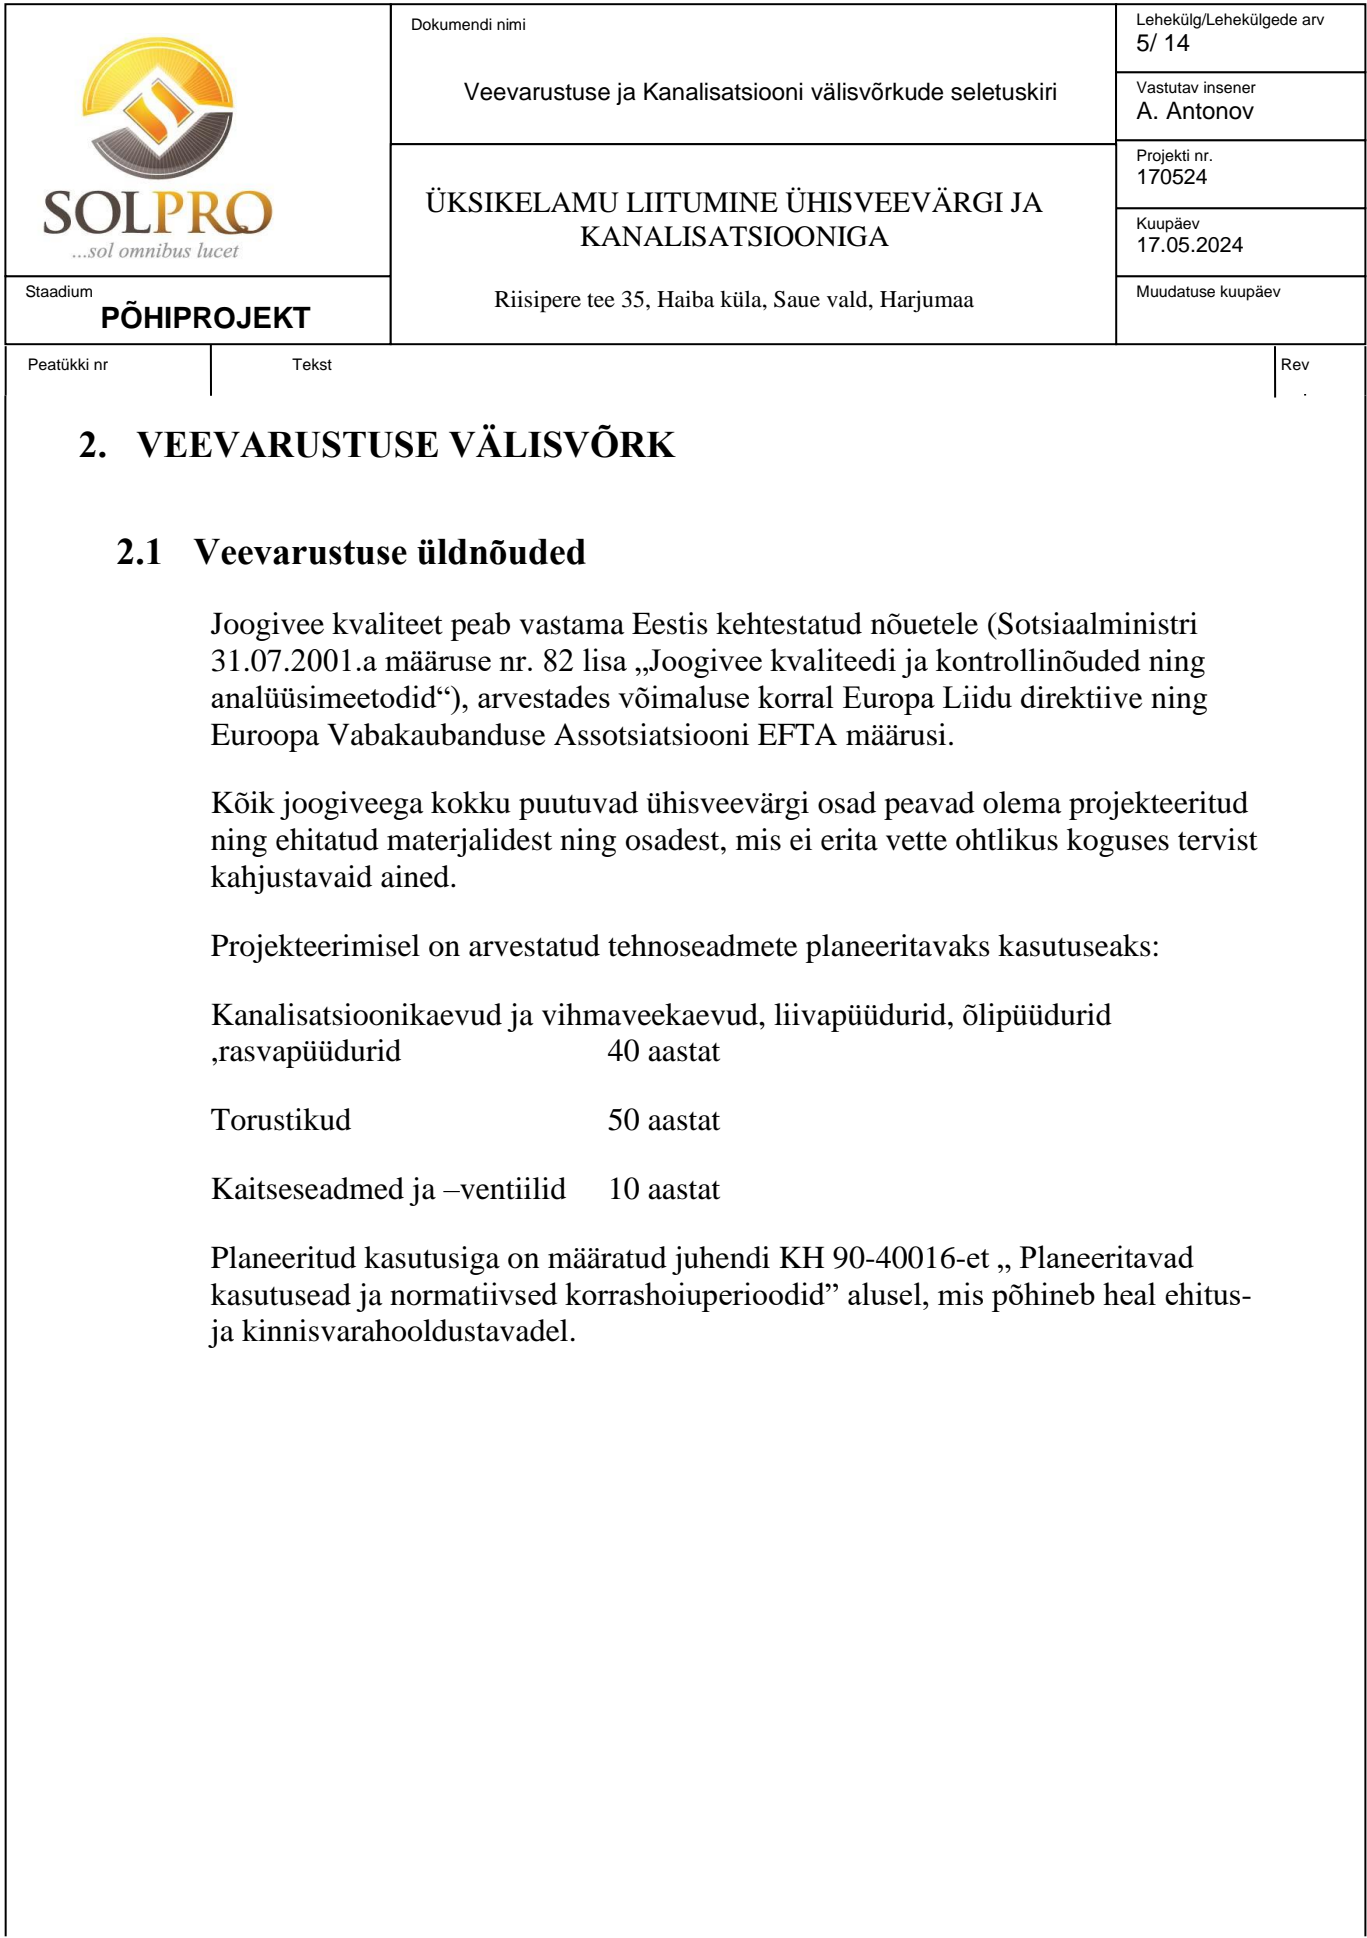 SOLPRO
...sol omnibus lucet
Staadium
PÕHIPROJEKT
Dokumendi nimi
Veevarustuse ja Kanalisatsiooni välisvõrkude seletuskiri
ÜKSIKELAMU LIITUMINE ÜHISVEEVÄRGI JA
KANALISATSIOONIGA
Riisipere tee 35, Haiba küla, Saue vald, Harjumaa
Lehekülg/Lehekülgede arv
5/ 14
Vastutav insener
A. Antonov
Projekti nr.
170524
Kuupäev
17.05.2024
Muudatuse kuupäev
Peatükki nr
Tekst
Rev
.
2. VEEVARUSTUSE VÄLISVÕRK
2.1 Veevarustuse üldnõuded
Joogivee kvaliteet peab vastama Eestis kehtestatud nõuetele (Sotsiaalministri
31.07.2001.a määruse nr. 82 lisa „Joogivee kvaliteedi ja kontrollinõuded ning
analüüsimeetodid“), arvestades võimaluse korral Europa Liidu direktiive ning
Euroopa Vabakaubanduse Assotsiatsiooni EFTA määrusi.
Kõik joogiveega kokku puutuvad ühisveevärgi osad peavad olema projekteeritud
ning ehitatud materjalidest ning osadest, mis ei erita vette ohtlikus koguses tervist
kahjustavaid ained.
Projekteerimisel on arvestatud tehnoseadmete planeeritavaks kasutuseaks:
Kanalisatsioonikaevud ja vihmaveekaevud, liivapüüdurid, õlipüüdurid
,rasvapüüdurid 40 aastat
Torustikud 50 aastat
Kaitseseadmed ja –ventiilid 10 aastat
Planeeritud kasutusiga on määratud juhendi KH 90-40016-et „ Planeeritavad
kasutusead ja normatiivsed korrashoiuperioodid” alusel, mis põhineb heal ehitus-
ja kinnisvarahooldustavadel.